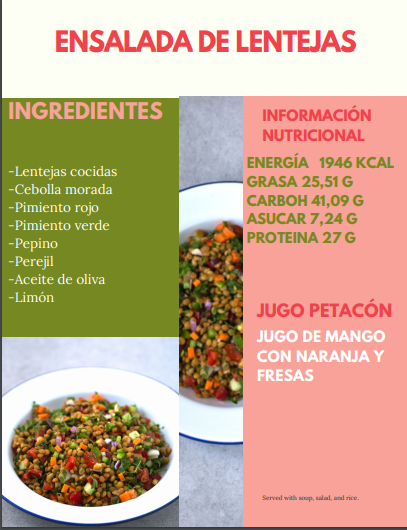 ENSALADA DE LENTEJAS
INGREDIENTES
-Lentejas cocidas
-Cebolla morada
-Pimiento rojo
-Pimiento verde
-Pepino
-Perejil
-Aceite de oliva
-Limón
INFORMACIÓN
NUTRICIONAL
ENERGÍA 1946 KCAL
GRASA 25,51 G
CARBOH 41,09 G
ASUCAR 7,24 G
PROTEINA 27 G
JUGO PETACÓN
JUGO DE MANGO
CON NARANJA Y
FRESAS
Served with soup, salad, and rice.